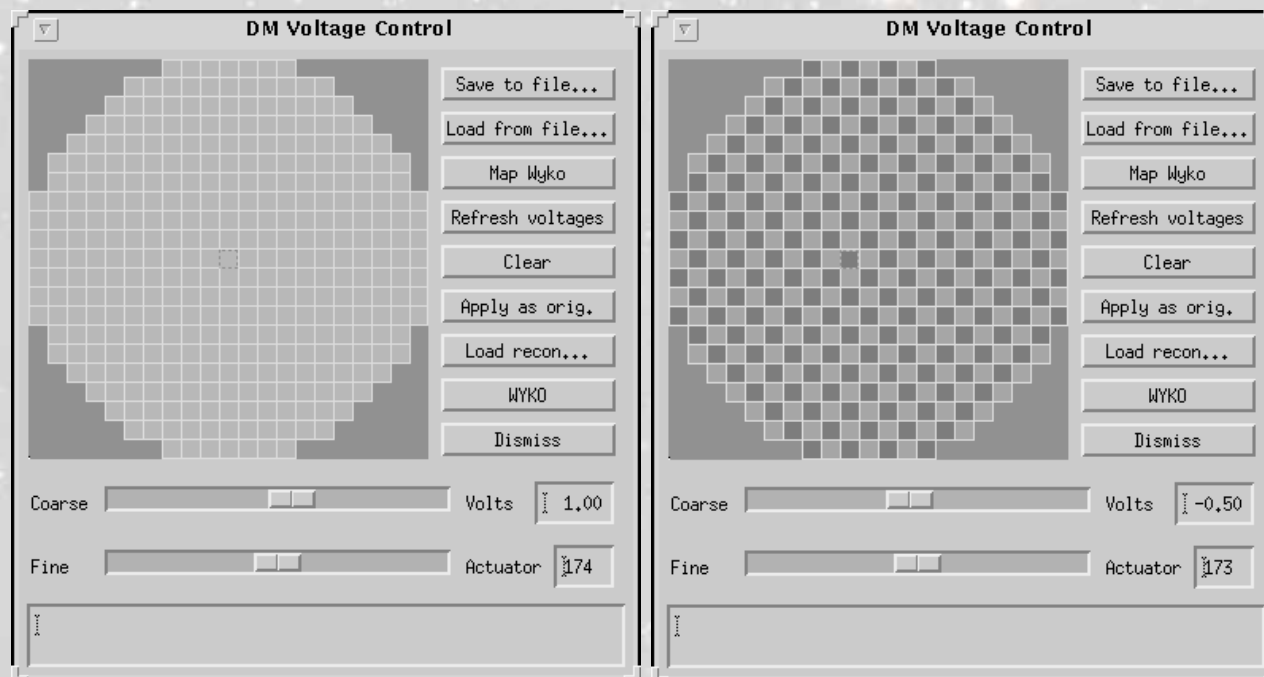 DM Voltage Control
Save to file...
Load from file...
Map Wyko
Refresh voltages
Clear
Apply as orig.
Load recon...
WYKO
Dismiss
Coarse
Volts 1.00
Fine
Actuator 174
DM Voltage Control
Save to file...
Load from file...
Map Wyko
Refresh voltages
Clear
Apply as orig.
Load recon...
WYKO
Dismiss
Coarse
Volts -0.50
Fine
Actuator 173